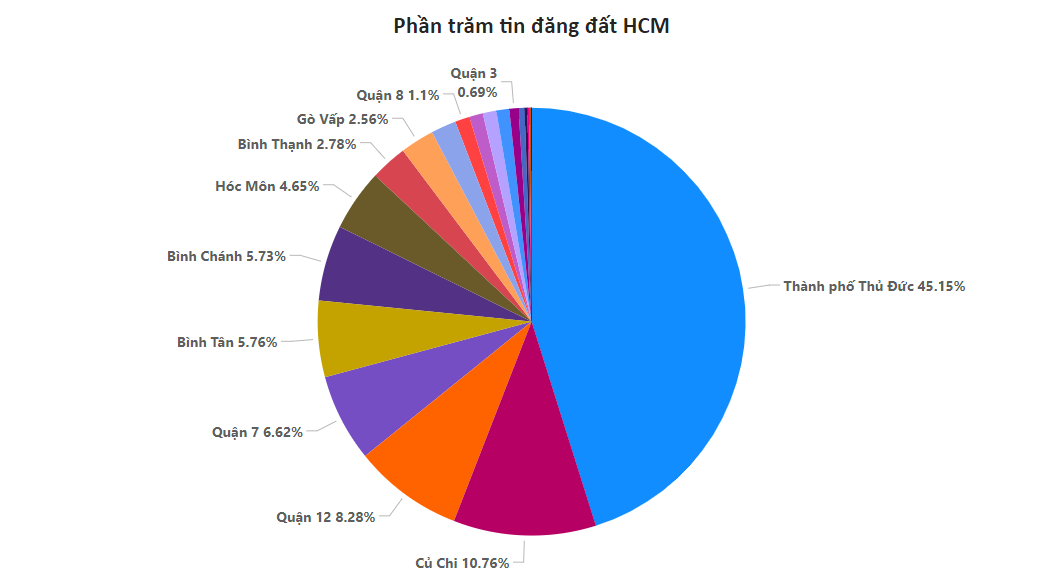 Phần trăm tin đăng đất HCM
Quận 3
0.69%
Quận 8 1.1%
Gò Vấp 2.56%
Bình Thạnh 2.78%
Hóc Môn 4.65%
Bình Chánh 5.73%
Thành phố Thủ Đức 45.15%
Bình Tân 5.76%
Quận 7 6.62%
Quận 12 8.28%
Củ Chi 10.76%